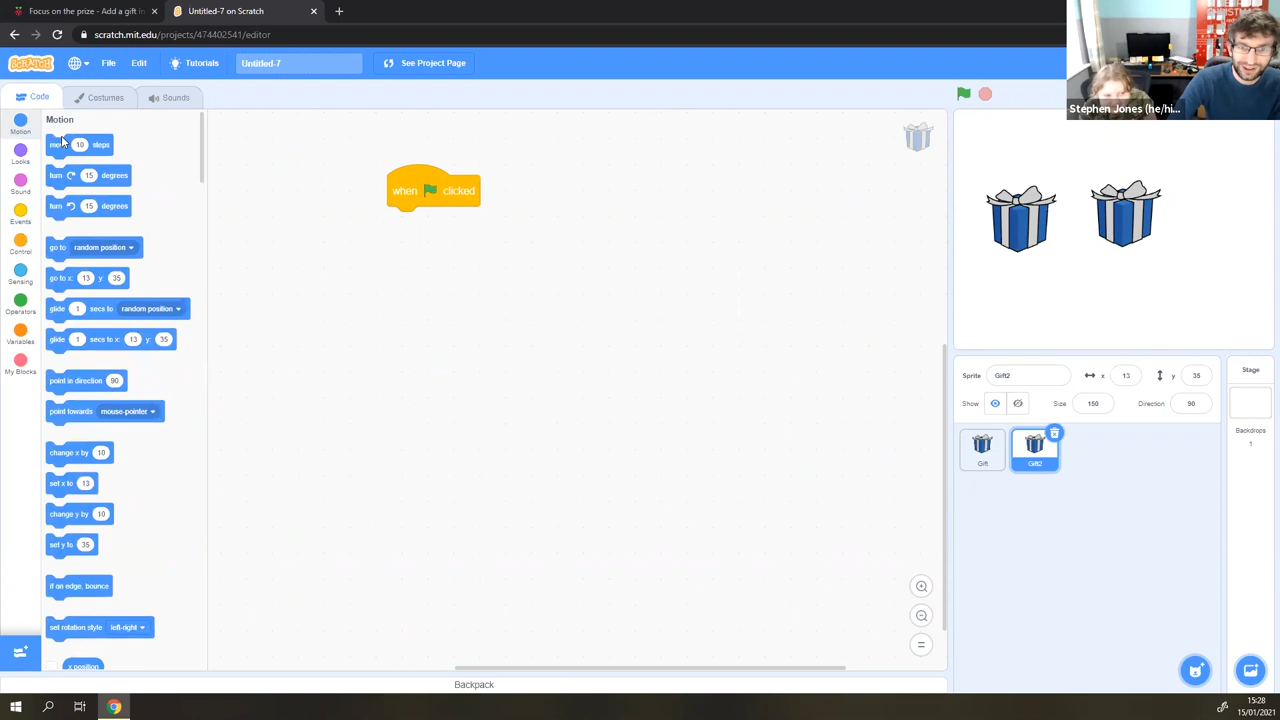 Focus on the prize - Add a gift in
Untitled-7 on Scratch
scratch.mit.edu/projects/474402541/editor
CHRISTMAS
SCRATCH
File
Edit
Tutorials
Untitled-7
See Project Page
Stephen Jones (he/hi...
Code
Costumes
Sounds
Motion
Looks
Sound
Events
Control
Sensing
Operators
Variables
My Blocks
Motion
10 steps
turn 15 degrees
turn 15 degrees
go to random position
go to x: 13 y: 35
glide 1 secs to random position
glide 1 secs to x: 13 y: 35
point in direction 90
point towards mouse-pointer
change x by 10
set x to 13
change y by 10
set y to 35
if on edge, bounce
set rotation style left-right
x position
when clicked
Sprite Gift2 x 13 y 35
Show Size 150 Direction 90
Gift
Gift2
Stage
Backdrops
1
Backpack
15:28
15/01/2021